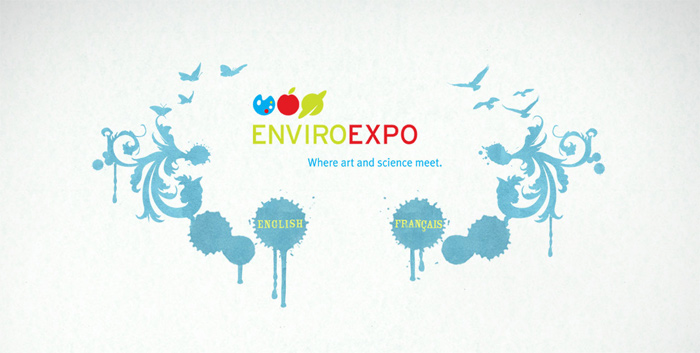 ENVIROEXPO
Where art and science meet.
ENGLISH
FRANÇAIS